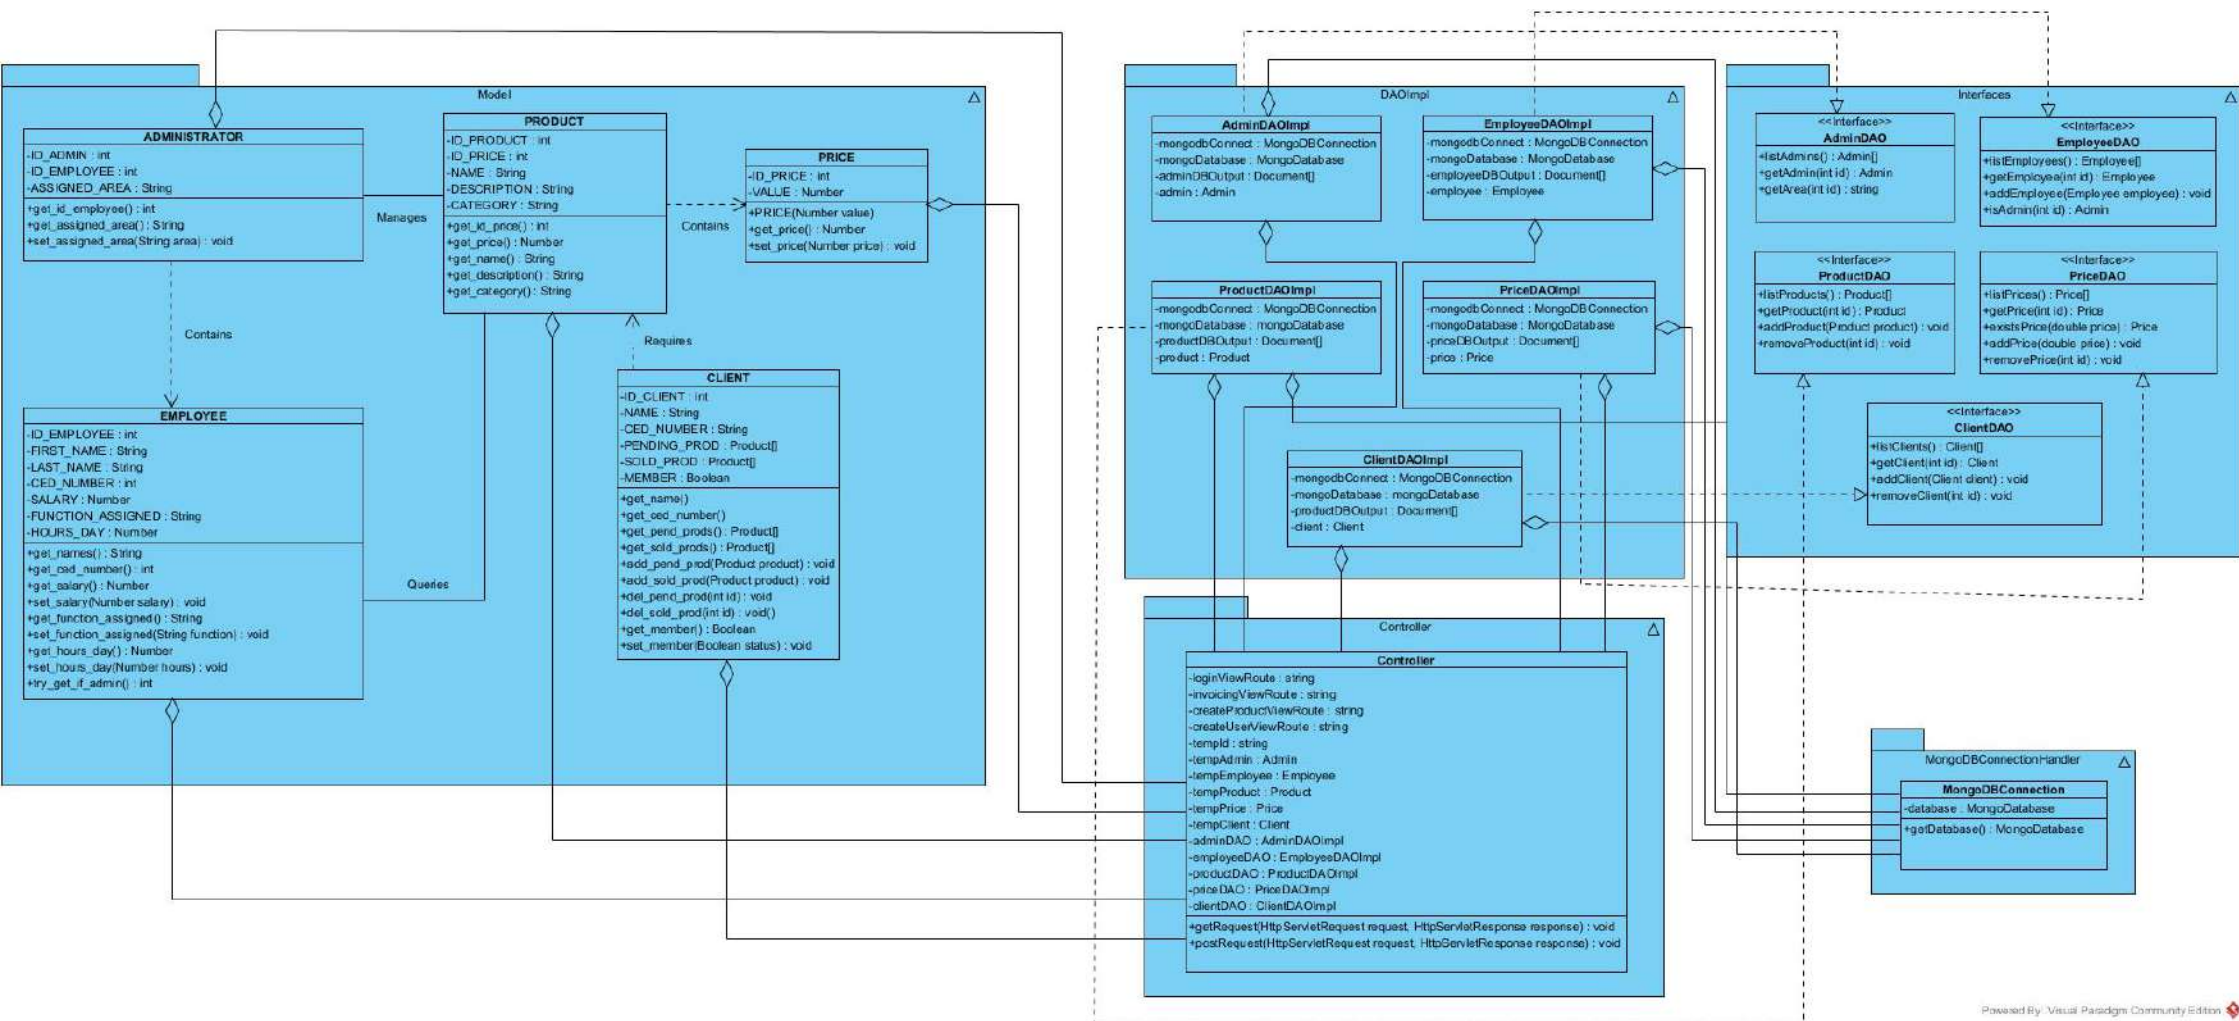 Model
ADMINISTRATOR
-ID_ADMIN : int
-ID_EMPLOYEE : int
-ASSIGNED_AREA : String
+get_id_employee() : int
+get_assigned_area() : String
+set_assigned_area(String area) : void
Manages
PRODUCT
-ID_PRODUCT : int
-ID_PRICE : int
-NAME : String
-DESCRIPTION : String
-CATEGORY : String
+get_id_price() : int
+get_price() : Number
+get_name() : String
+get_description() : String
+get_category() : String
Contains
PRICE
-ID_PRICE : int
-VALUE : Number
+PRICE(Number value)
+get_price() : Number
+set_price(Number price) : void
Contains
Requires
EMPLOYEE
-ID_EMPLOYEE : int
-FIRST_NAME : String
-LAST_NAME : String
-CED_NUMBER : int
-SALARY : Number
-FUNCTION_ASSIGNED : String
-HOURS_DAY : Number
+get_names() : String
+get_ced_number() : int
+get_salary() : Number
+set_salary(Number salary) : void
+get_function_assigned() : String
+set_function_assigned(String function) : void
+get_hours_day() : Number
+set_hours_day(Number hours) : void
+try_get_if_admin() : int
Queries
CLIENT
-ID_CLIENT : int
-NAME : String
-CED_NUMBER : String
-PENDING_PROD : Product[]
-SOLD_PROD : Product[]
-MEMBER : Boolean
+get_name()
+get_ced_number()
+get_pend_prods() : Product[]
+get_sold_prods() : Product[]
+add_pend_prod(Product product) : void
+add_sold_prod(Product product) : void
+del_pend_prod(int id) : void
+del_sold_prod(int id) : void()
+get_member() : Boolean
+set_member(Boolean status) : void
DAOImpl
AdminDAOImpl
-mongodbConnect : MongoDBConnection
-mongoDatabase : MongoDatabase
-adminDBOutput : Document[]
-admin : Admin
EmployeeDAOImpl
-mongodbConnect : MongoDBConnection
-mongoDatabase : MongoDatabase
-employeeDBOutput : Document[]
-employee : Employee
ProductDAOImpl
-mongodbConnect : MongoDBConnection
-mongoDatabase : mongoDatabase
-productDBOutput : Document[]
-product : Product
PriceDAOImpl
-mongodbConnect : MongoDBConnection
-mongoDatabase : MongoDatabase
-priceDBOutput : Document[]
-price : Price
ClientDAOImpl
-mongodbConnect : MongoDBConnection
-mongoDatabase : mongoDatabase
-productDBOutput : Document[]
-client : Client
Interfaces
<<Interface>>
AdminDAO
+listAdmins() : Admin[]
+getAdmin(int id) : Admin
+getArea(int id) : string
<<Interface>>
EmployeeDAO
+listEmployees() : Employee[]
+getEmployee(int id) : Employee
+addEmployee(Employee employee) : void
+isAdmin(int id) : Admin
<<Interface>>
ProductDAO
+listProducts() : Product[]
+getProduct(int id) : Product
+addProduct(Product product) : void
+removeProduct(int id) : void
<<Interface>>
PriceDAO
+listPrices() : Price[]
+getPrice(int id) : Price
+existsPrice(double price) : Price
+addPrice(double price) : void
+removePrice(int id) : void
<<Interface>>
ClientDAO
+listClients() : Client[]
+getClient(int id) : Client
+addClient(Client client) : void
+removeClient(int id) : void
Controller
Controller
-loginViewRoute : string
-invoicingViewRoute : string
-createProductViewRoute : string
-createUserViewRoute : string
-tempId : string
-tempAdmin : Admin
-tempEmployee : Employee
-tempProduct : Product
-tempPrice : Price
-tempClient : Client
-adminDAO : AdminDAOImpl
-employeeDAO : EmployeeDAOImpl
-productDAO : ProductDAOImpl
-priceDAO : PriceDAOImpl
-clientDAO : ClientDAOImpl
+getRequest(HttpServletRequest request, HttpServletResponse response) : void
+postRequest(HttpServletRequest request, HttpServletResponse response) : void
MongoDBConnectionHandler
MongoDBConnection
-database : MongoDatabase
+getDatabase() : MongoDatabase
Powered By: Visual Paradigm Community Edition